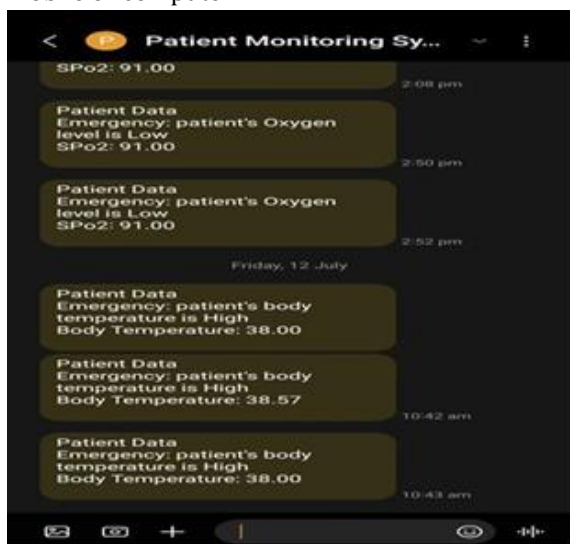 P Patient Monitoring Sy...
SPo2: 91.00
2:08 pm
Patient Data
Emergency: patient's Oxygen
level is Low
SPo2: 91.00
2:50 pm
Patient Data
Emergency: patient's Oxygen
level is Low
SPo2: 91.00
2:52 pm
Friday, 12 July
Patient Data
Emergency: patient's body
temperature is High
Body Temperature: 38.00
Patient Data
Emergency: patient's body
temperature is High
Body Temperature: 38.57
10:42 am
Patient Data
Emergency: patient's body
temperature is High
Body Temperature: 38.00
10:43 am